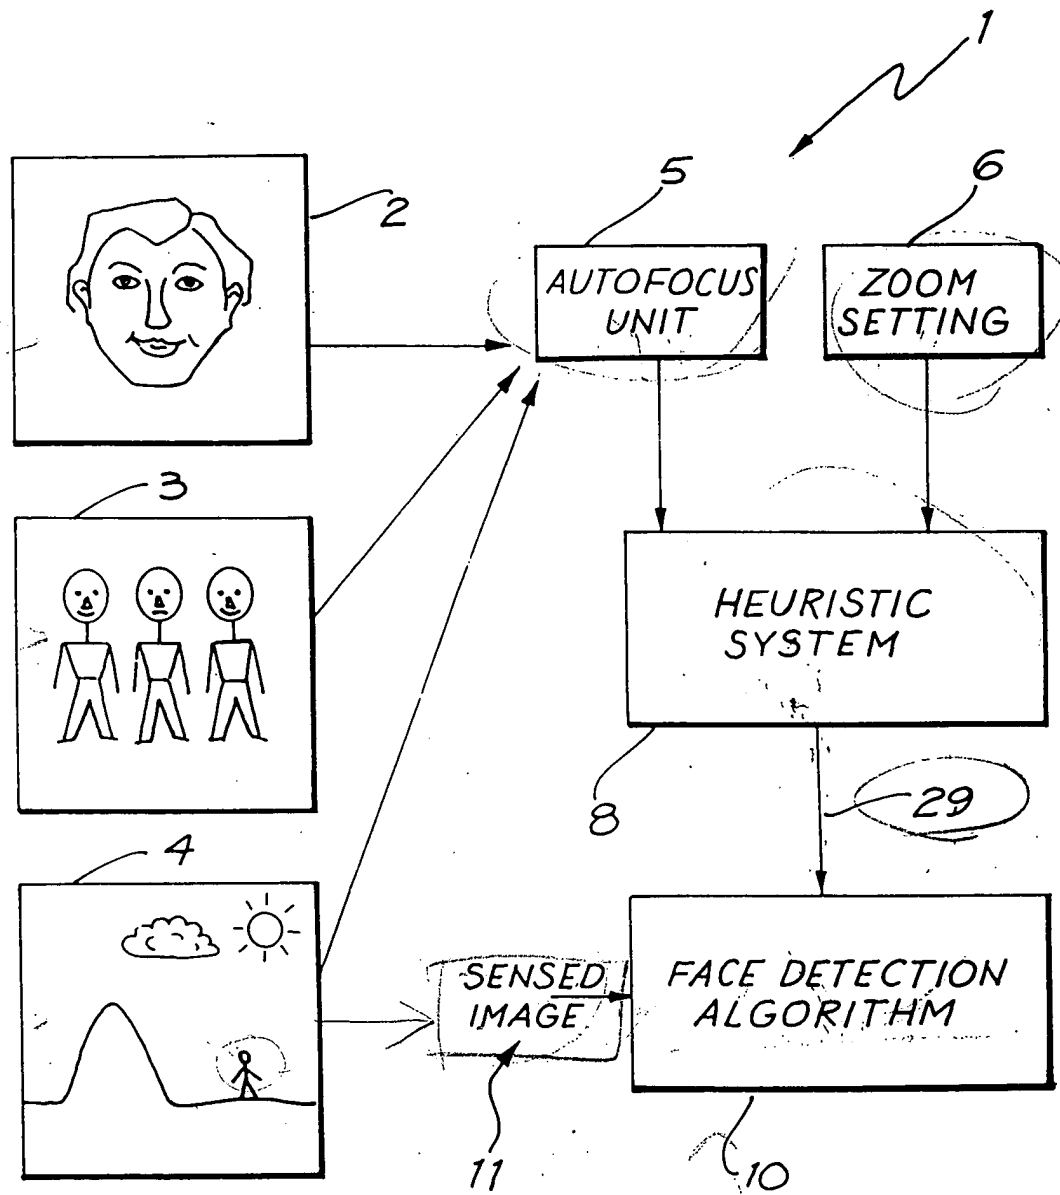 1
2
5
6
AUTOFOCUS
UNIT
ZOOM
SETTING
3
HEURISTIC
SYSTEM
8
29
4
SENSED
IMAGE
FACE DETECTION
ALGORITHM
11
10